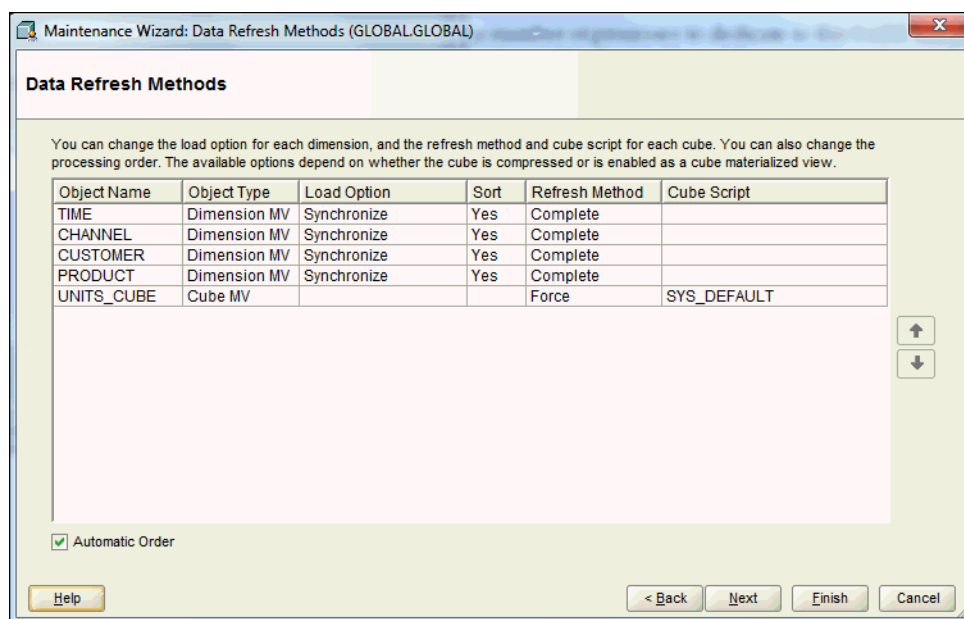 Maintenance Wizard: Data Refresh Methods (GLOBAL.GLOBAL)
Data Refresh Methods
You can change the load option for each dimension, and the refresh method and cube script for each cube. You can also change the
processing order. The available options depend on whether the cube is compressed or is enabled as a cube materialized view.
Object Name Object Type Load Option Sort Refresh Method Cube Script
TIME Dimension MV Synchronize Yes Complete
CHANNEL Dimension MV Synchronize Yes Complete
CUSTOMER Dimension MV Synchronize Yes Complete
PRODUCT Dimension MV Synchronize Yes Complete
UNITS_CUBE Cube MV Force SYS_DEFAULT
Automatic Order
Help < Back Next Finish Cancel